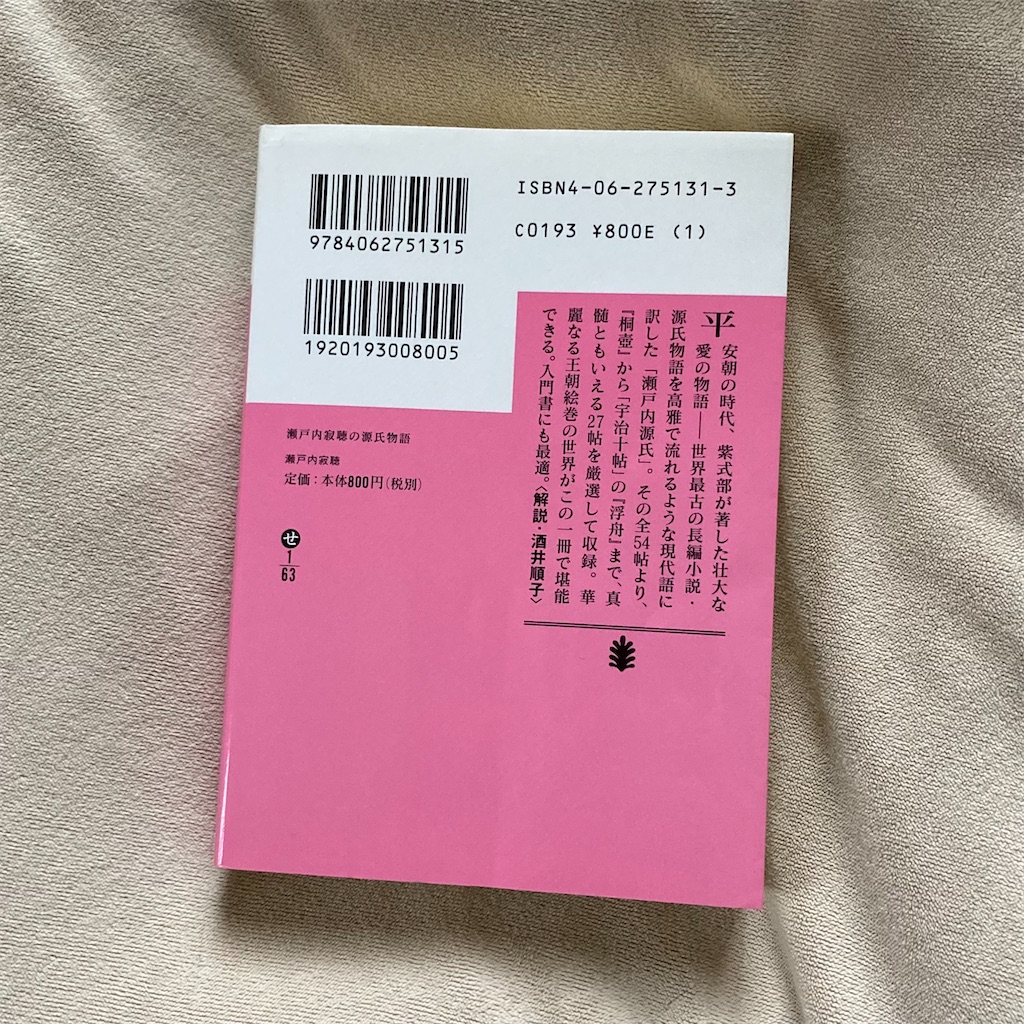 9784062751315
1920193008005
ISBN4-06-275131-3
C0193 ¥800E (1)
平安朝の時代、紫式部が著した壮大な
愛の物語――世界最古の長編小説・
源氏物語を高雅で流れるような現代語に
訳した「瀬戸内源氏」。その全54帖より、
『桐壺』から「宇治十帖」の『浮舟』まで、真
髄ともいえる27帖を厳選して収録。華
麗なる王朝絵巻の世界がこの一冊で堪能
できる。入門書にも最適。〈解説・酒井順子〉
瀬戸内寂聴の源氏物語
瀬戸内寂聴
定価：本体800円（税別）
せ
1
63